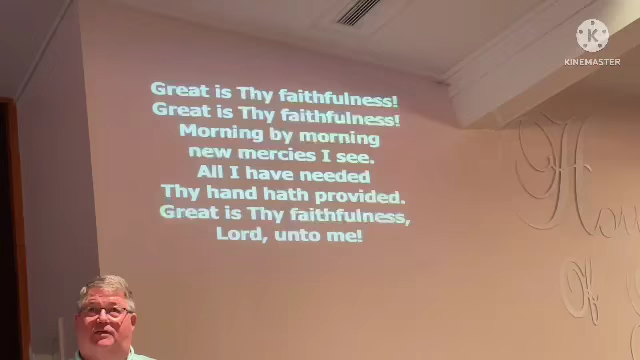 KINEMASTER
Great is Thy faithfulness!
Great is Thy faithfulness!
Morning by morning
new mercies I see.
All I have needed
Thy hand hath provided.
Great is Thy faithfulness,
Lord, unto me!
Of